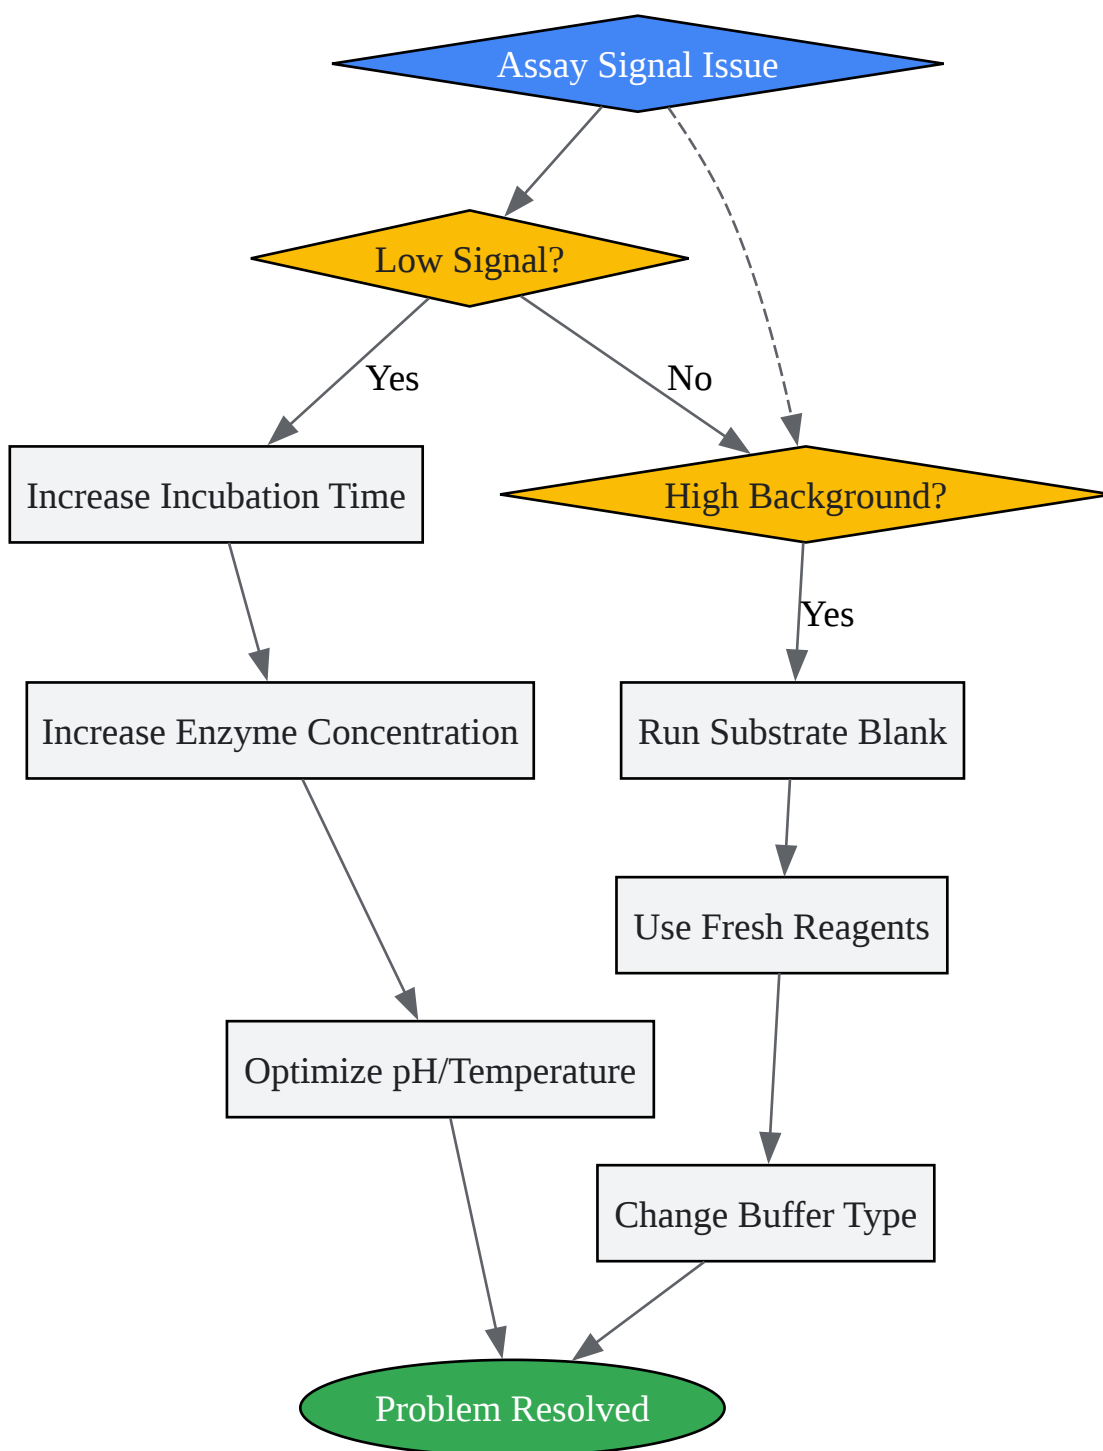 Assay Signal Issue
Low Signal?
Yes
No
Increase Incubation Time
High Background?
Yes
Increase Enzyme Concentration
Run Substrate Blank
Use Fresh Reagents
Optimize pH/Temperature
Change Buffer Type
Problem Resolved